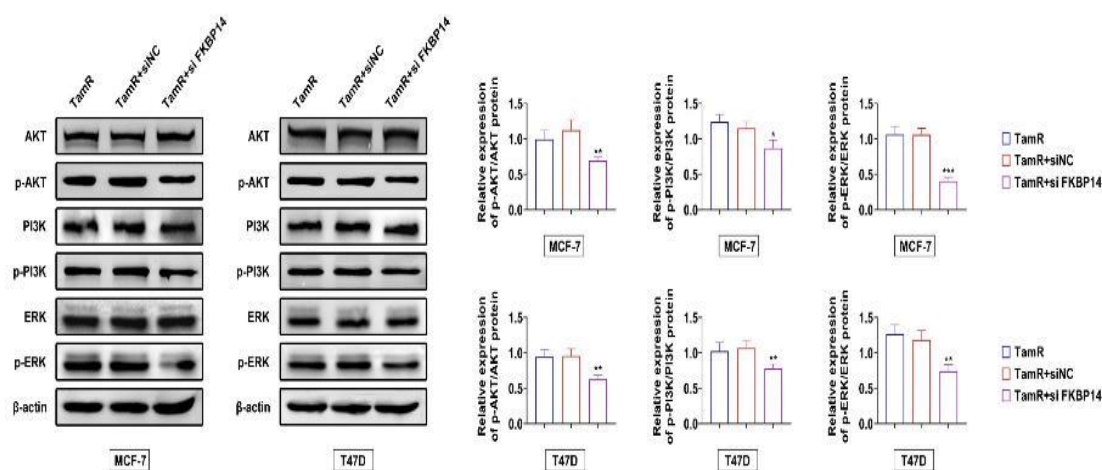 TamR
TamR+siNC
TamR+si FKBP14
AKT
p-AKT
PI3K
p-PI3K
ERK
p-ERK
β-actin
MCF-7
TamR
TamR+siNC
TamR+si FKBP14
AKT
p-AKT
PI3K
p-PI3K
ERK
p-ERK
β-actin
T47D
Relative expression
of p-AKT/AKT protein
1.5
1.0
0.5
0.0
**
MCF-7
Relative expression
of p-PI3K/PI3K protein
1.5
1.0
0.5
0.0
*
MCF-7
Relative expression
of p-ERK/ERK protein
1.5
1.0
0.5
0.0
***
MCF-7
TamR
TamR+siNC
TamR+si FKBP14
Relative expression
of p-AKT/AKT protein
1.5
1.0
0.5
0.0
**
T47D
Relative expression
of p-PI3K/PI3K protein
1.5
1.0
0.5
0.0
**
T47D
Relative expression
of p-ERK/ERK protein
1.5
1.0
0.5
0.0
**
T47D
TamR
TamR+siNC
TamR+si FKBP14